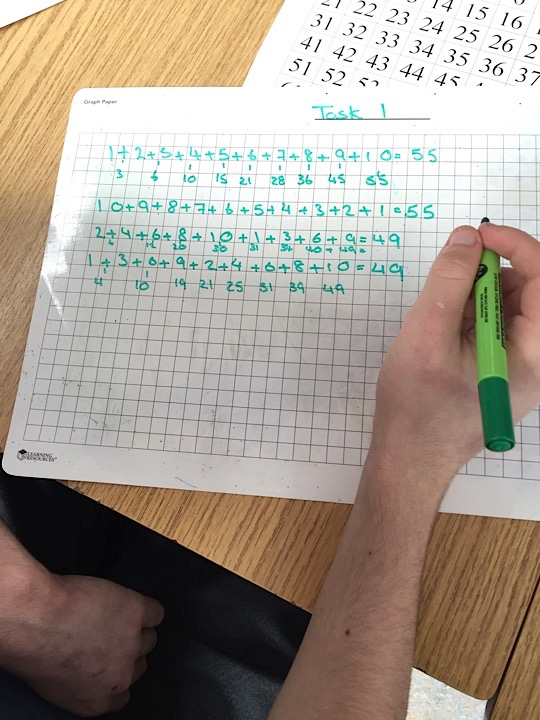 21 22 23 14 15 16
31 32 33 24 25 26 2
41 42 43 34 35 36 37
51 52 53 44 45
Graph Paper
Task 1
1+2+3+4+5+6+7+8+9+10=55
3 6 10 15 21 28 36 45 55
10+9+8+7+6+5+4+3+2+1=55
2+4+6+8+10+1+3+6+9=49
20 30 31 34 40 49
1+3+6+9+2+4+6+8+10=49
4 10 19 21 25 31 39 49
LEARNING RESOURCES